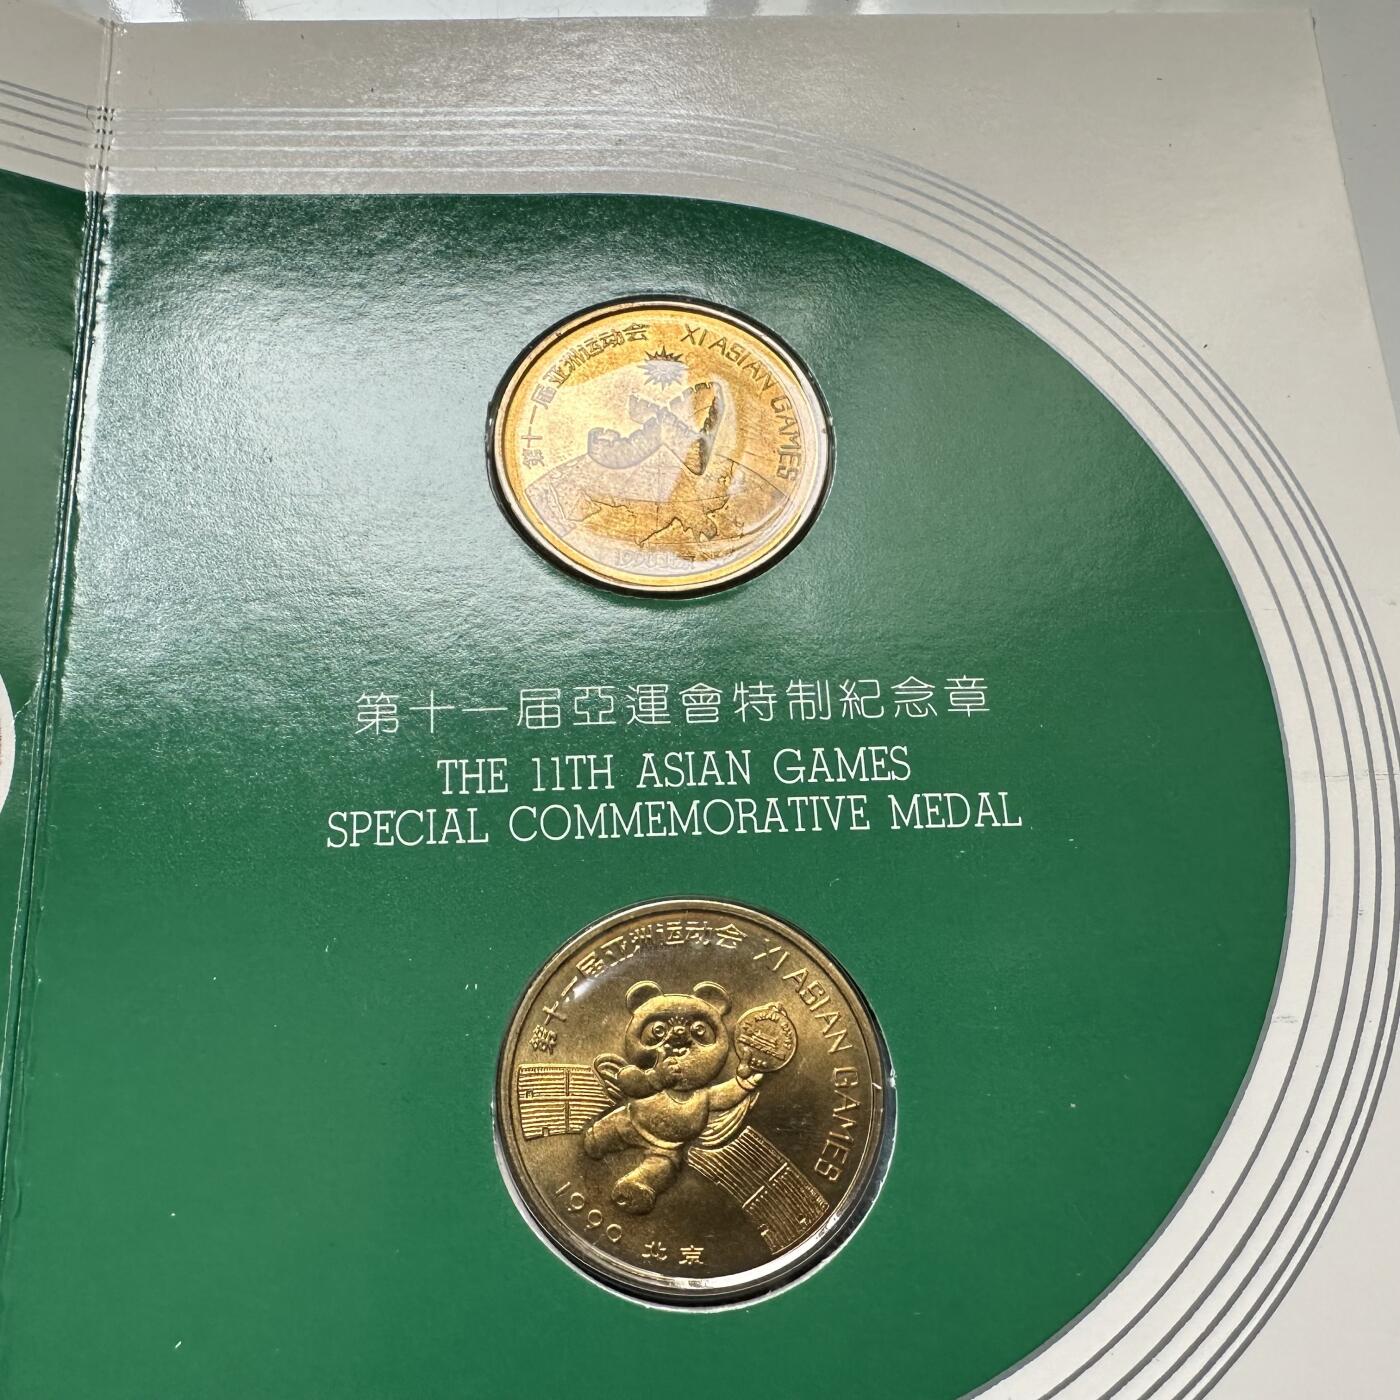 第十一届亚洲运动会 XI ASIAN GAMES
1990
第十一届亞運會特制紀念章
THE 11TH ASIAN GAMES
SPECIAL COMMEMORATIVE MEDAL
第十一届亚洲运动会 XI ASIAN GAMES
1990 北京